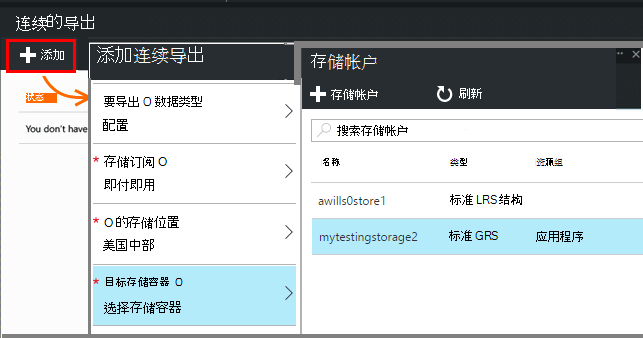 连续的导出
添加
状态
You don't have
添加连续导出
要导出 O 数据类型
配置
* 存储订阅 O
即付即用
* O 的存储位置
美国中部
* 目标存储容器 O
选择存储容器
存储帐户
存储帐户
刷新
搜索存储帐户
名称 类型 资源组
awills0store1 标准 LRS结构
mytestingstorage2 标准 GRS 应用程序